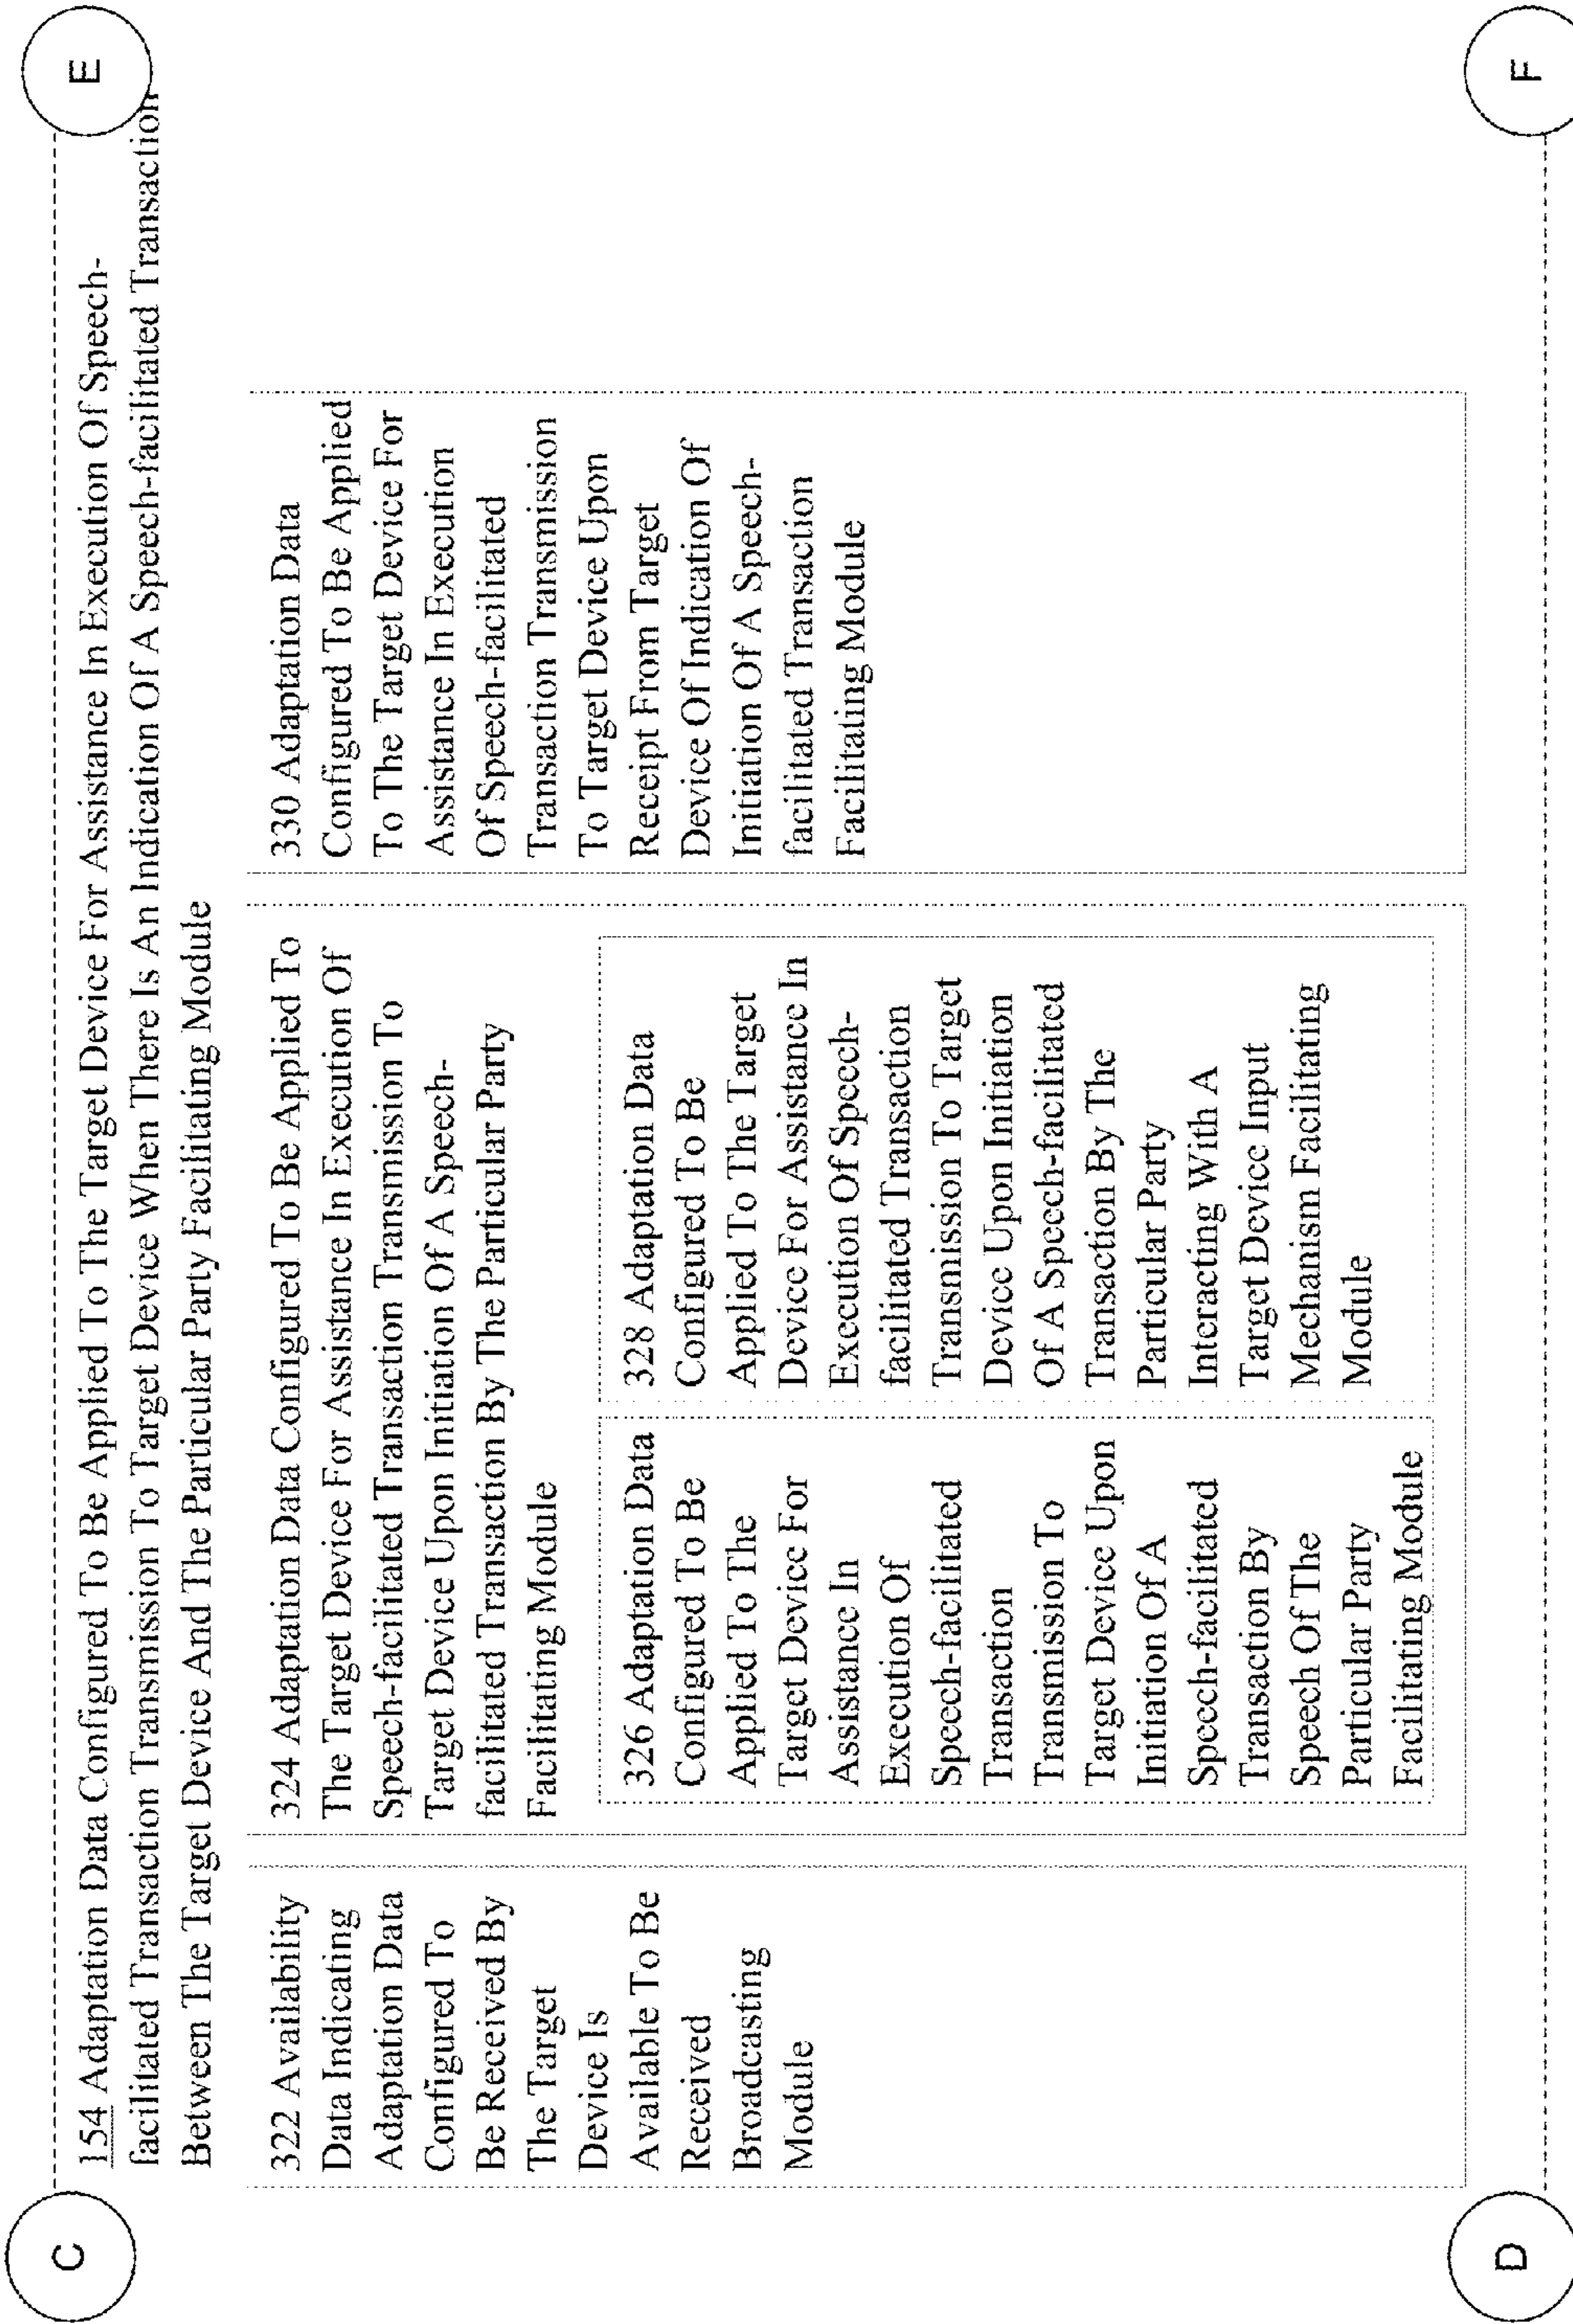 C
E
154 Adaptation Data Configured To Be Applied To The Target Device For Assistance In Execution Of Speech-
facilitated Transaction Transmission To Target Device When There Is An Indication Of A Speech-facilitated Transaction
Between The Target Device And The Particular Party Facilitating Module
322 Availability
Data Indicating
Adaptation Data
Configured To
Be Received By
The Target
Device Is
Available To Be
Received
Broadcasting
Module
324 Adaptation Data Configured To Be Applied To
The Target Device For Assistance In Execution Of
Speech-facilitated Transaction Transmission To
Target Device Upon Initiation Of A Speech-
facilitated Transaction By The Particular Party
Facilitating Module
326 Adaptation Data
Configured To Be
Applied To The
Target Device For
Assistance In
Execution Of
Speech-facilitated
Transaction
Transmission To
Target Device Upon
Initiation Of A
Speech-facilitated
Transaction By
Speech Of The
Particular Party
Facilitating Module
328 Adaptation Data
Configured To Be
Applied To The Target
Device For Assistance In
Execution Of Speech-
facilitated Transaction
Transmission To Target
Device Upon Initiation
Of A Speech-facilitated
Transaction By The
Particular Party
Interacting With A
Target Device Input
Mechanism Facilitating
Module
330 Adaptation Data
Configured To Be Applied
To The Target Device For
Assistance In Execution
Of Speech-facilitated
Transaction Transmission
To Target Device Upon
Receipt From Target
Device Of Indication Of
Initiation Of A Speech-
facilitated Transaction
Facilitating Module
D
F